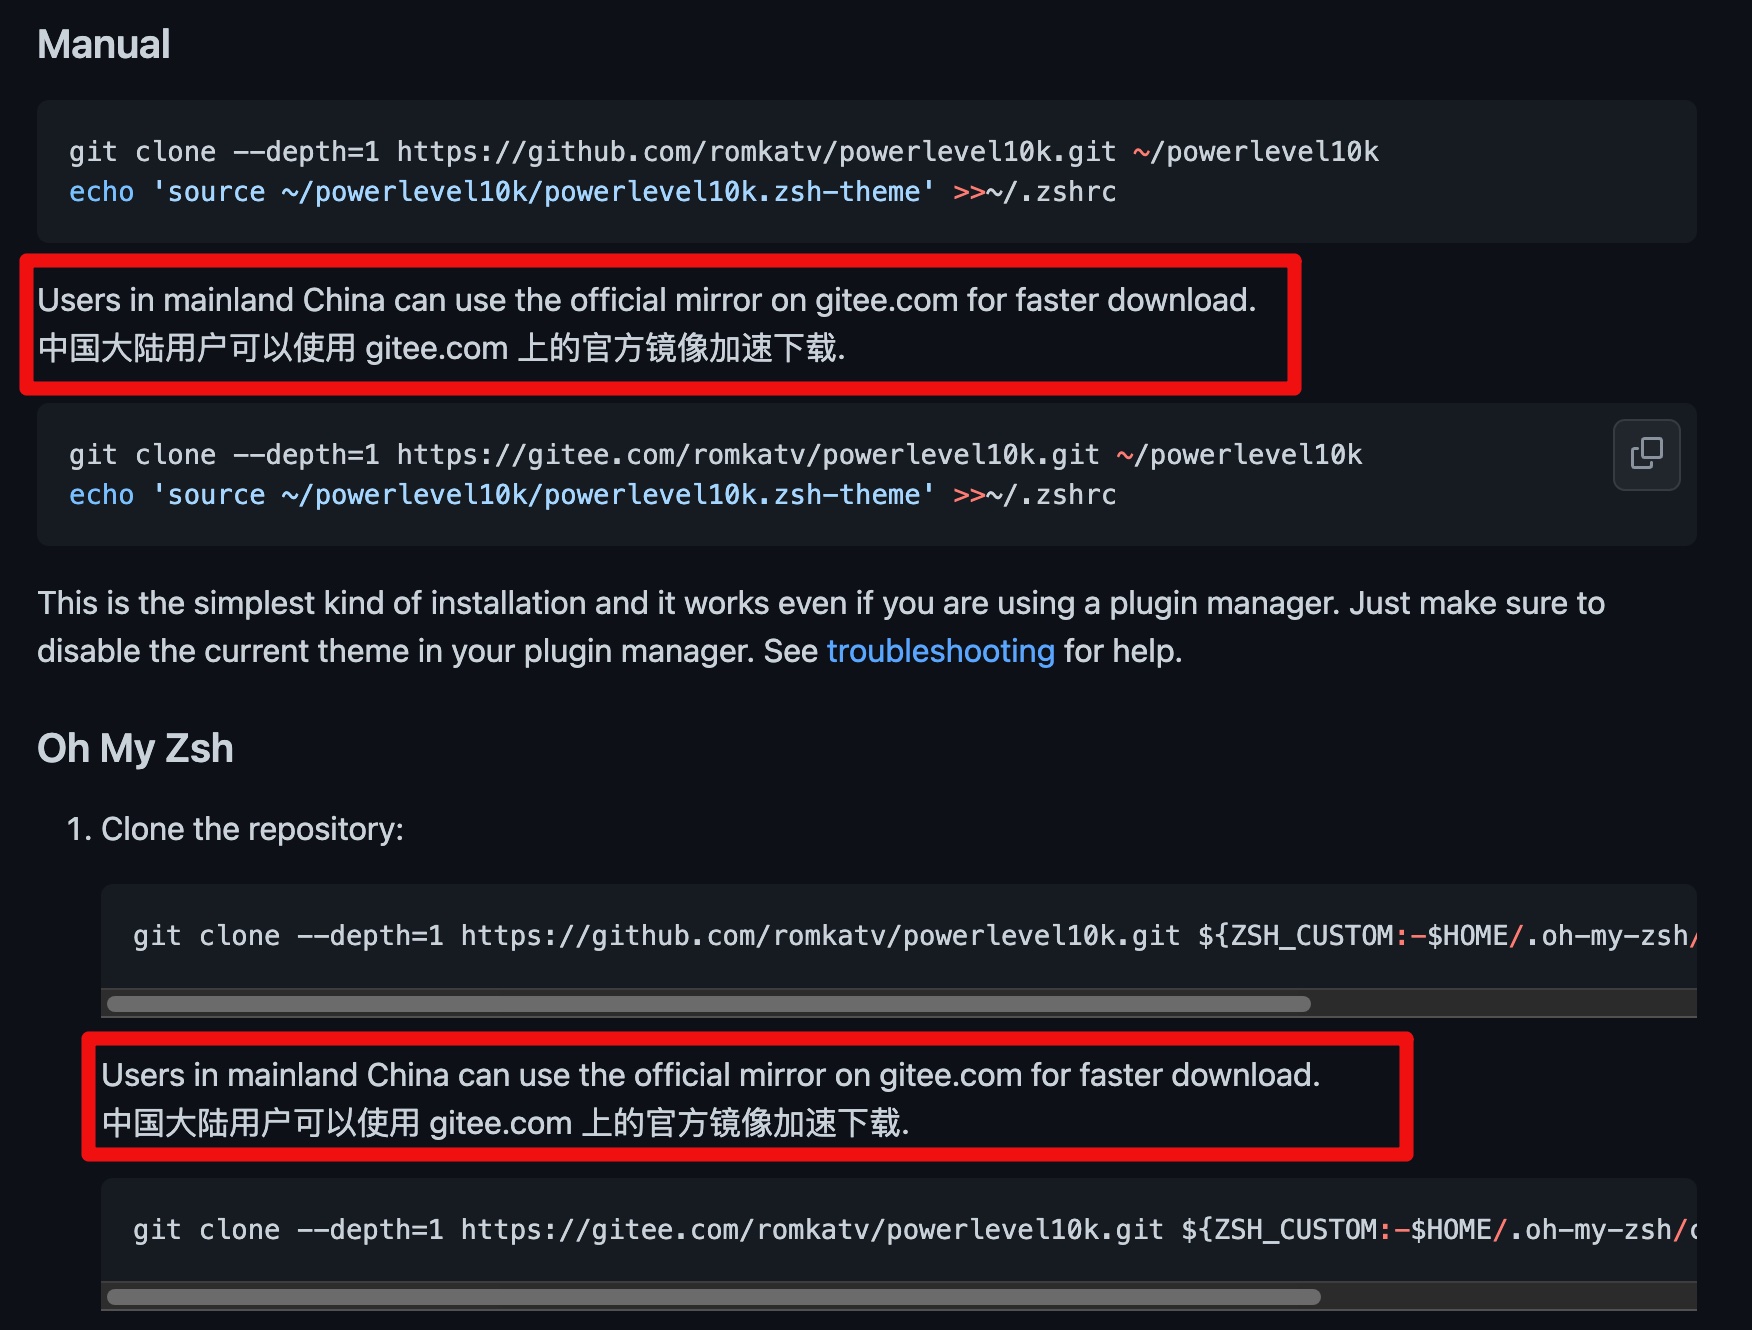 Manual
git clone --depth=1 https://github.com/romkatv/powerlevel10k.git ~/powerlevel10k
echo 'source ~/powerlevel10k/powerlevel10k.zsh-theme' >>~/.zshrc
Users in mainland China can use the official mirror on gitee.com for faster download.
中国大陆用户可以使用 gitee.com 上的官方镜像加速下载.
git clone --depth=1 https://gitee.com/romkatv/powerlevel10k.git ~/powerlevel10k
echo 'source ~/powerlevel10k/powerlevel10k.zsh-theme' >>~/.zshrc
This is the simplest kind of installation and it works even if you are using a plugin manager. Just make sure to
disable the current theme in your plugin manager. See troubleshooting for help.
Oh My Zsh
1. Clone the repository:
git clone --depth=1 https://github.com/romkatv/powerlevel10k.git ${ZSH_CUSTOM:-$HOME/.oh-my-zsh/
Users in mainland China can use the official mirror on gitee.com for faster download.
中国大陆用户可以使用 gitee.com 上的官方镜像加速下载.
git clone --depth=1 https://gitee.com/romkatv/powerlevel10k.git ${ZSH_CUSTOM:-$HOME/.oh-my-zsh/